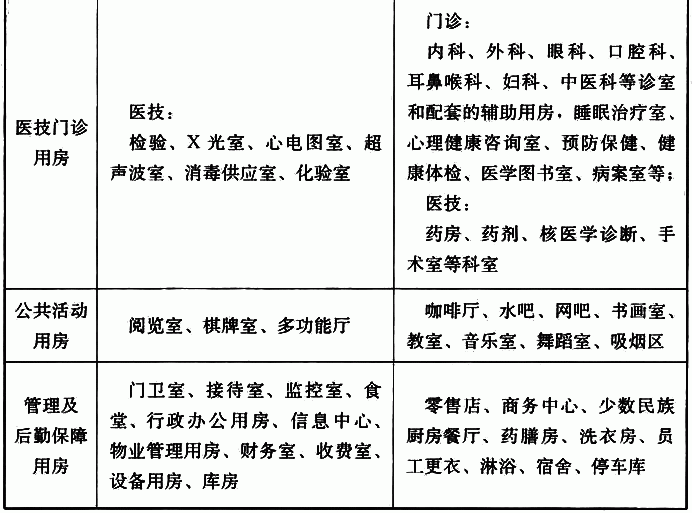 医技门诊
用房
医技:
检验、X 光室、心电图室、超
声波室、消毒供应室、化验室
门诊:
内科、外科、眼科、口腔科、
耳鼻喉科、妇科、中医科等诊室
和配套的辅助用房,睡眠治疗室、
心理健康咨询室、预防保健、健
康体检、医学图书室、病案室等;
医技:
药房、药剂、核医学诊断、手
术室等科室
公共活动
用房
阅览室、棋牌室、多功能厅
咖啡厅、水吧、网吧、书画室、
教室、音乐室、舞蹈室、吸烟区
管理及
后勤保障
用房
门卫室、接待室、监控室、食
堂、行政办公用房、信息中心、
物业管理用房、财务室、收费室、
设备用房、库房
零售店、商务中心、少数民族
厨房餐厅、药膳房、洗衣房、员
工更衣、淋浴、宿舍、停车库